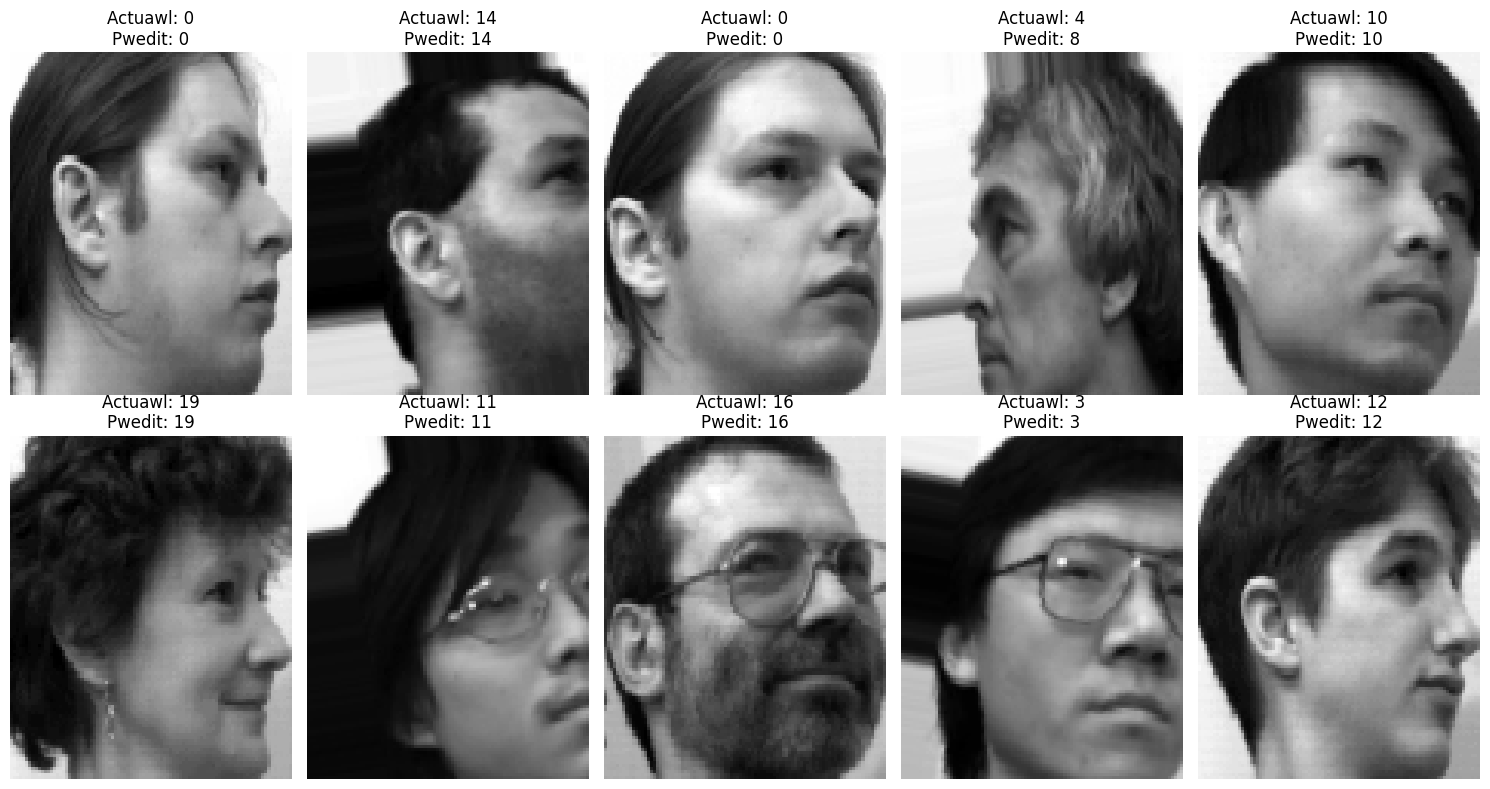 Actuawl: 0
Pwedit: 0
Actuawl: 14
Pwedit: 14
Actuawl: 0
Pwedit: 0
Actuawl: 4
Pwedit: 8
Actuawl: 10
Pwedit: 10
Actuawl: 19
Pwedit: 19
Actuawl: 11
Pwedit: 11
Actuawl: 16
Pwedit: 16
Actuawl: 3
Pwedit: 3
Actuawl: 12
Pwedit: 12